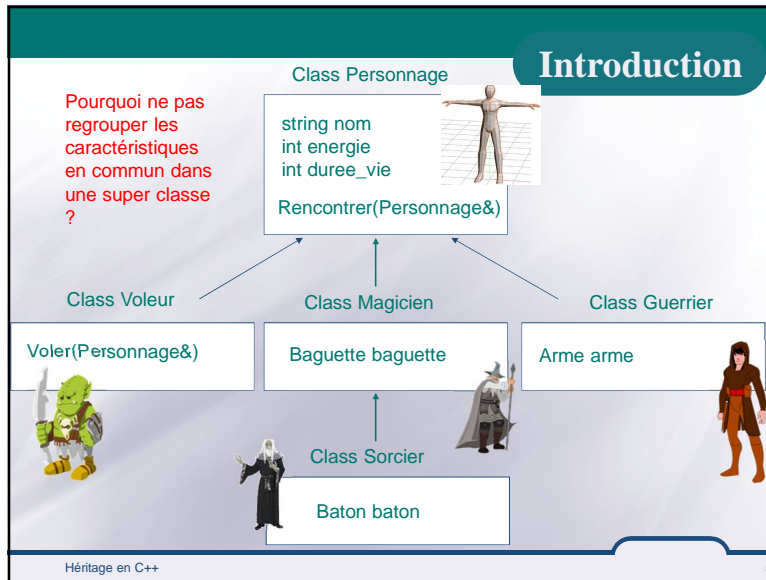 Introduction
Class Personnage
Pourquoi ne pas
regrouper les
caractéristiques
en commun dans
une super classe
?
string nom
int energie
int duree_vie
Rencontrer(Personnage&)
Class Voleur
Class Magicien
Class Guerrier
Voler(Personnage&)
Baguette baguette
Arme arme
Class Sorcier
Baton baton
Héritage en C++